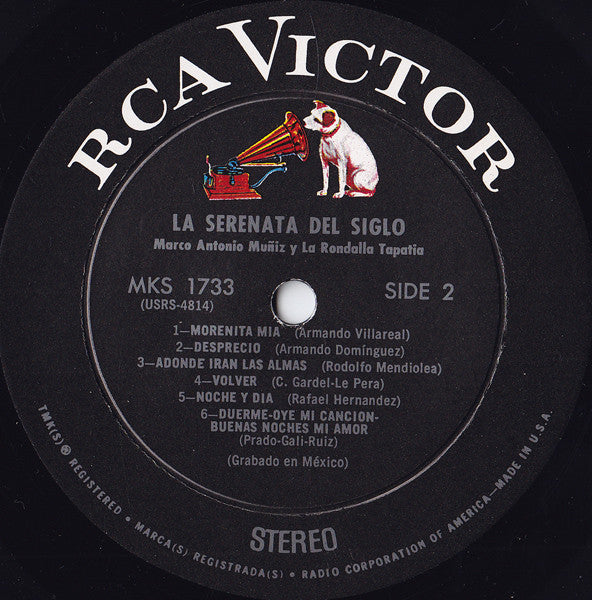 RCA VICTOR
LA SERENATA DEL SIGLO
Marco Antonio Muñiz y La Rondalla Tapatia
MKS 1733
(USRS-4814)
SIDE 2
1—MORENITA MIA (Armando Villareal)
2—DESPRECIO (Armando Domínguez)
3—ADONDE IRAN LAS ALMAS (Rodolfo Mendiolea)
4—VOLVER (C. Gardel-Le Pera)
5—NOCHE Y DIA (Rafael Hernandez)
6—DUERME-OYE MI CANCION-
BUENAS NOCHES MI AMOR
(Prado-Gali-Ruiz)
(Grabado en México)
STEREO
TMK(S) ® REGISTERED • MARCA(S) REGISTRADA(S) • RADIO CORPORATION OF AMERICA—MADE IN U.S.A.